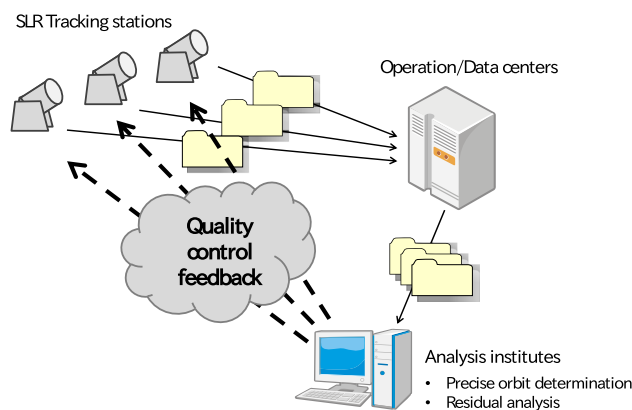 SLR Tracking stations
Operation/Data centers
Quality
control
feedback
Analysis institutes
• Precise orbit determination
• Residual analysis